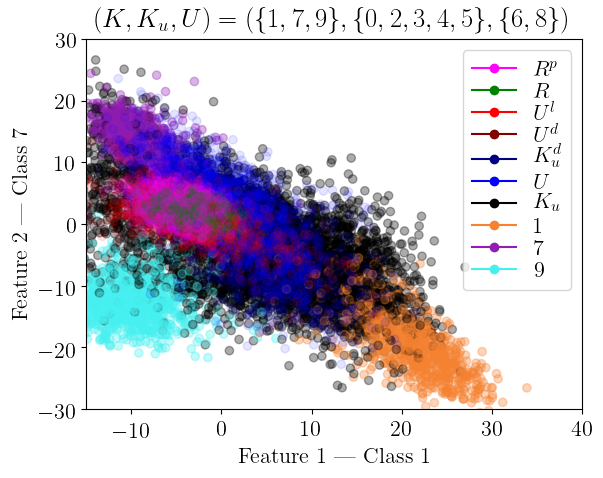 (K, K_u, U) = ({1, 7, 9}, {0, 2, 3, 4, 5}, {6, 8})
30
20
10
0
−10
−20
−30
Feature 2 — Class 7
R^p
R
U^l
U^d
K_u^d
U
K_u
1
7
9
−10 0 10 20 30 40
Feature 1 — Class 1